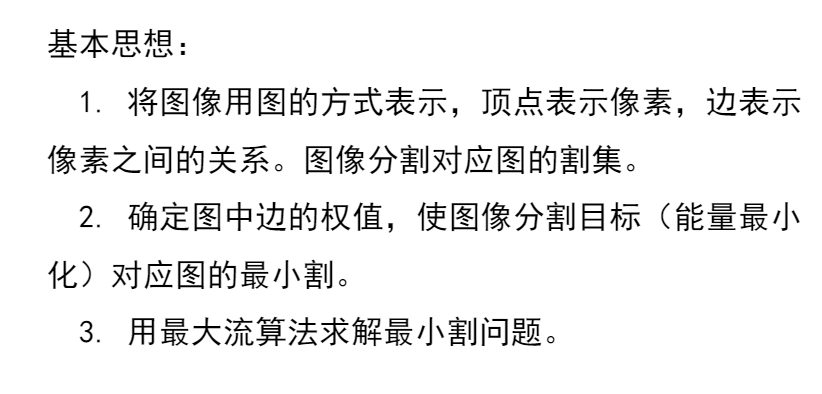 基本思想：
1. 将图像用图的方式表示，顶点表示像素，边表示
像素之间的关系。图像分割对应图的割集。
2. 确定图中边的权值，使图像分割目标（能量最小
化）对应图的最小割。
3. 用最大流算法求解最小割问题。